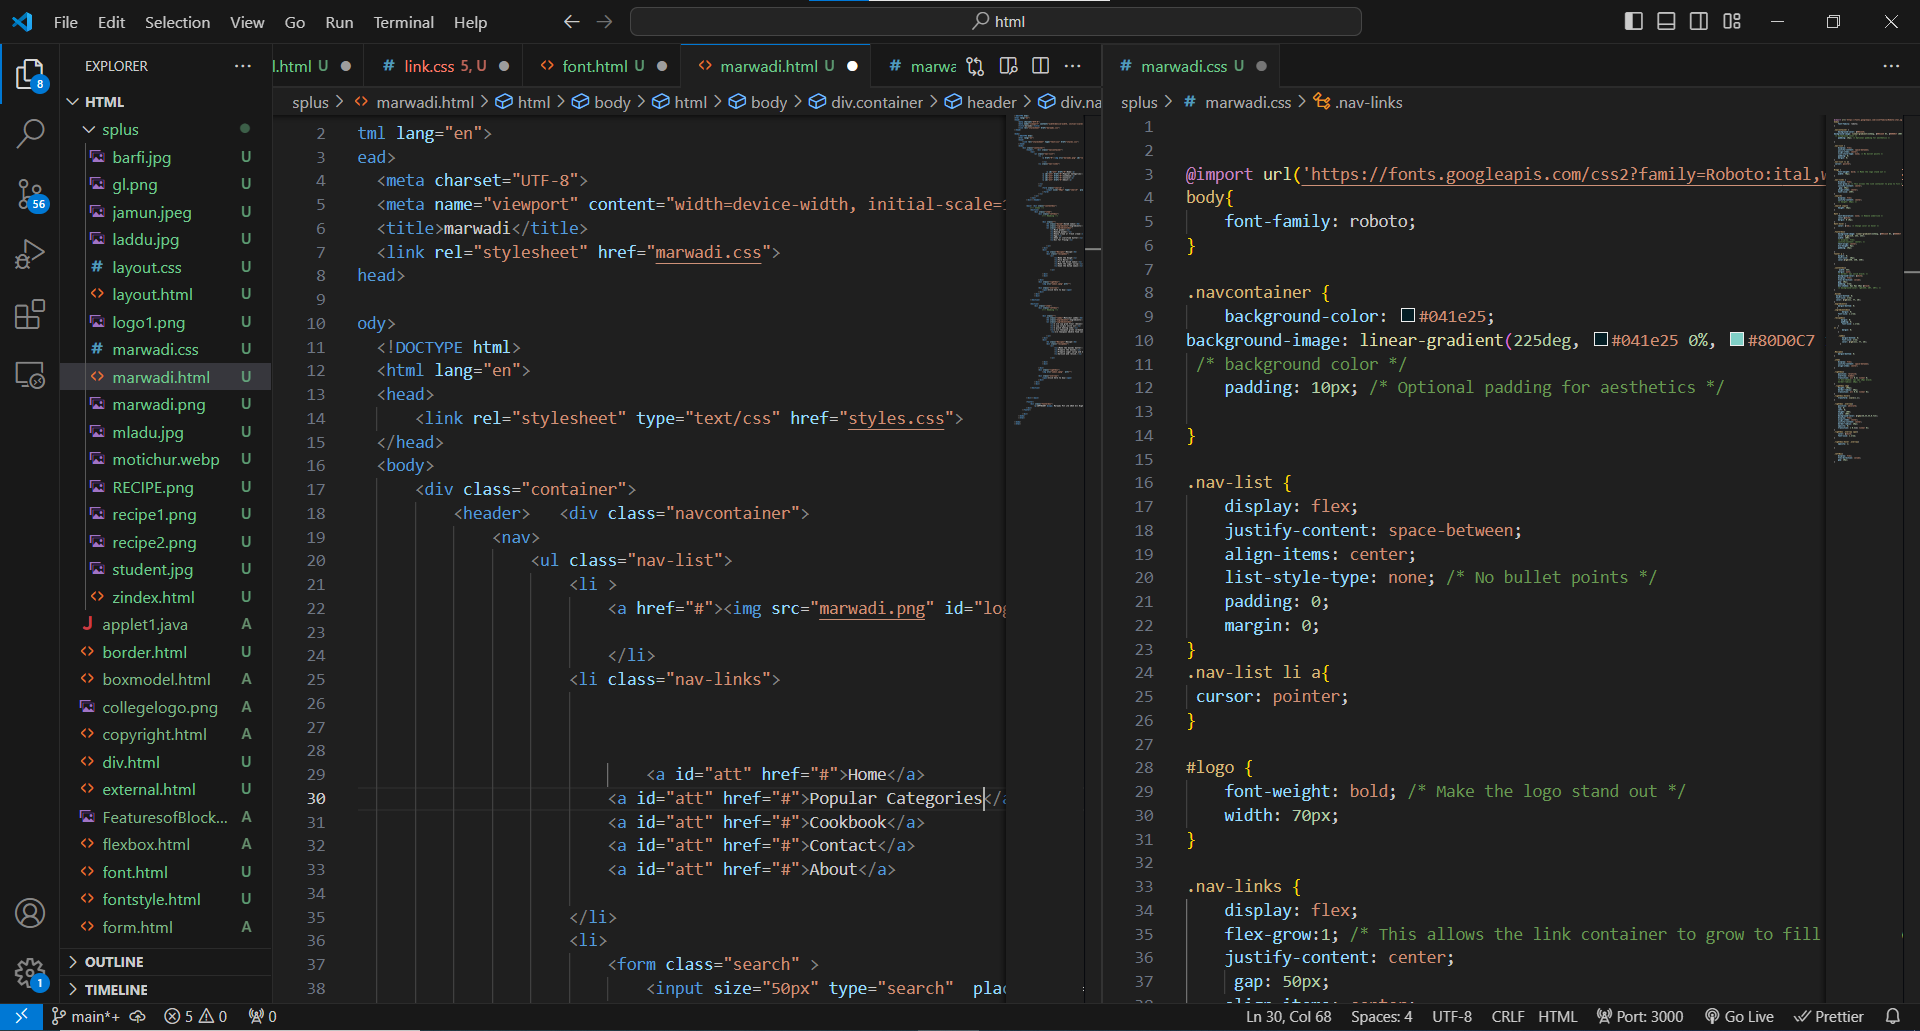 File Edit Selection View Go Run Terminal Help
html
EXPLORER
l.html U
link.css 5, U
font.html U
marwadi.html U
marwa
marwadi.css U
HTML
splus
barfi.jpg U
gl.png U
jamun.jpeg U
laddu.jpg U
layout.css U
layout.html U
logo1.png U
marwadi.css U
marwadi.html U
marwadi.png U
mladu.jpg U
motichur.webp U
RECIPE.png U
recipe1.png U
recipe2.png U
student.jpg U
zindex.html U
applet1.java A
border.html U
boxmodel.html A
collegelogo.png A
copyright.html A
div.html U
external.html U
FeaturesofBlock... A
flexbox.html A
font.html U
fontstyle.html U
form.html A
OUTLINE
TIMELINE
8
56
1
splus > marwadi.html > html > body > html > body > div.container > header > div.na
2 tml lang="en">
3 ead>
4 <meta charset="UTF-8">
5 <meta name="viewport" content="width=device-width, initial-scale=1
6 <title>marwadi</title>
7 <link rel="stylesheet" href="marwadi.css">
8 head>
9
10 ody>
11 <!DOCTYPE html>
12 <html lang="en">
13 <head>
14 <link rel="stylesheet" type="text/css" href="styles.css">
15 </head>
16 <body>
17 <div class="container">
18 <header> <div class="navcontainer">
19 <nav>
20 <ul class="nav-list">
21 <li >
22 <a href="#"><img src="marwadi.png" id="log
23
24 </li>
25 <li class="nav-links">
26
27
28
29 <a id="att" href="#">Home</a>
30 <a id="att" href="#">Popular Categories</a
31 <a id="att" href="#">Cookbook</a>
32 <a id="att" href="#">Contact</a>
33 <a id="att" href="#">About</a>
34
35 </li>
36 <li>
37 <form class="search" >
38 <input size="50px" type="search" plac
splus > marwadi.css > .nav-links
1
2
3 @import url('https://fonts.googleapis.com/css2?family=Roboto:ital,w
4 body{
5 font-family: roboto;
6 }
7
8 .navcontainer {
9 background-color: #041e25;
10 background-image: linear-gradient(225deg, #041e25 0%, #80D0C7
11 /* background color */
12 padding: 10px; /* Optional padding for aesthetics */
13
14 }
15
16 .nav-list {
17 display: flex;
18 justify-content: space-between;
19 align-items: center;
20 list-style-type: none; /* No bullet points */
21 padding: 0;
22 margin: 0;
23 }
24 .nav-list li a{
25 cursor: pointer;
26 }
27
28 #logo {
29 font-weight: bold; /* Make the logo stand out */
30 width: 70px;
31 }
32
33 .nav-links {
34 display: flex;
35 flex-grow:1; /* This allows the link container to grow to fill
36 justify-content: center;
37 gap: 50px;
38 align-items: center;
main*+ 5 0 0
Ln 30, Col 68 Spaces: 4 UTF-8 CRLF HTML Port: 3000 Go Live Prettier